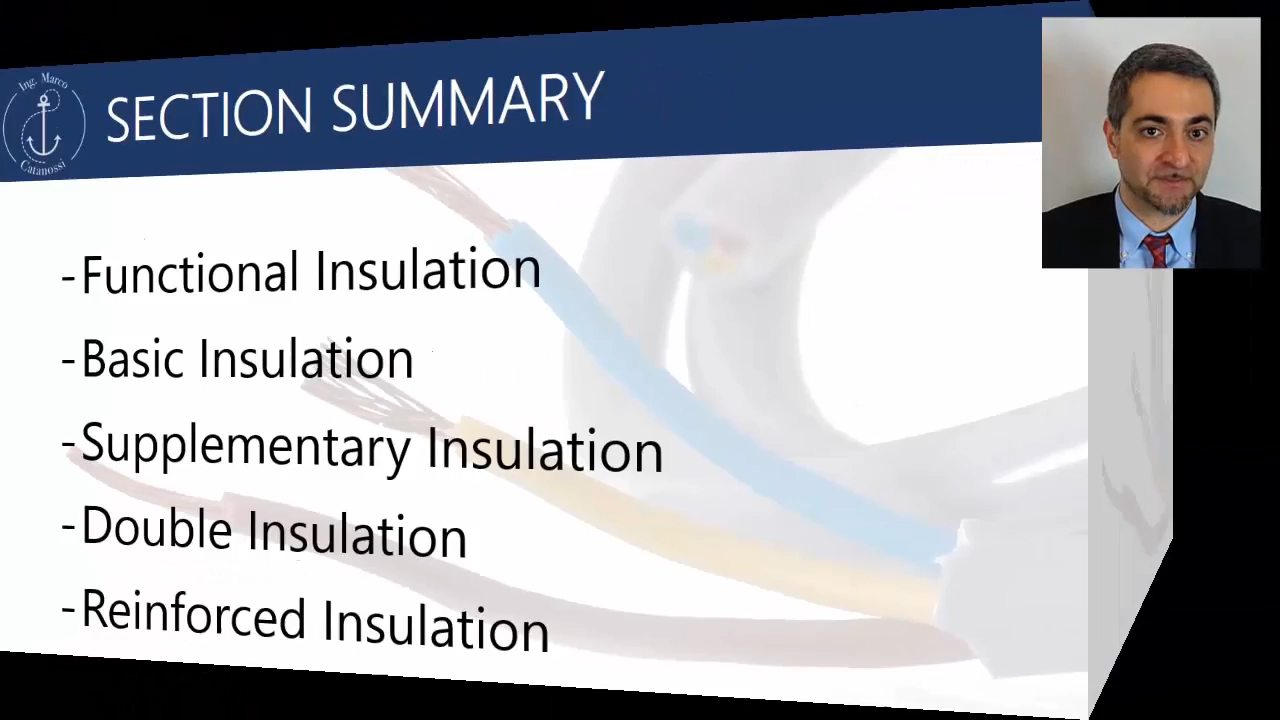 Ing. Marco
Catanossi
SECTION SUMMARY
-Functional Insulation
-Basic Insulation
-Supplementary Insulation
-Double Insulation
-Reinforced Insulation